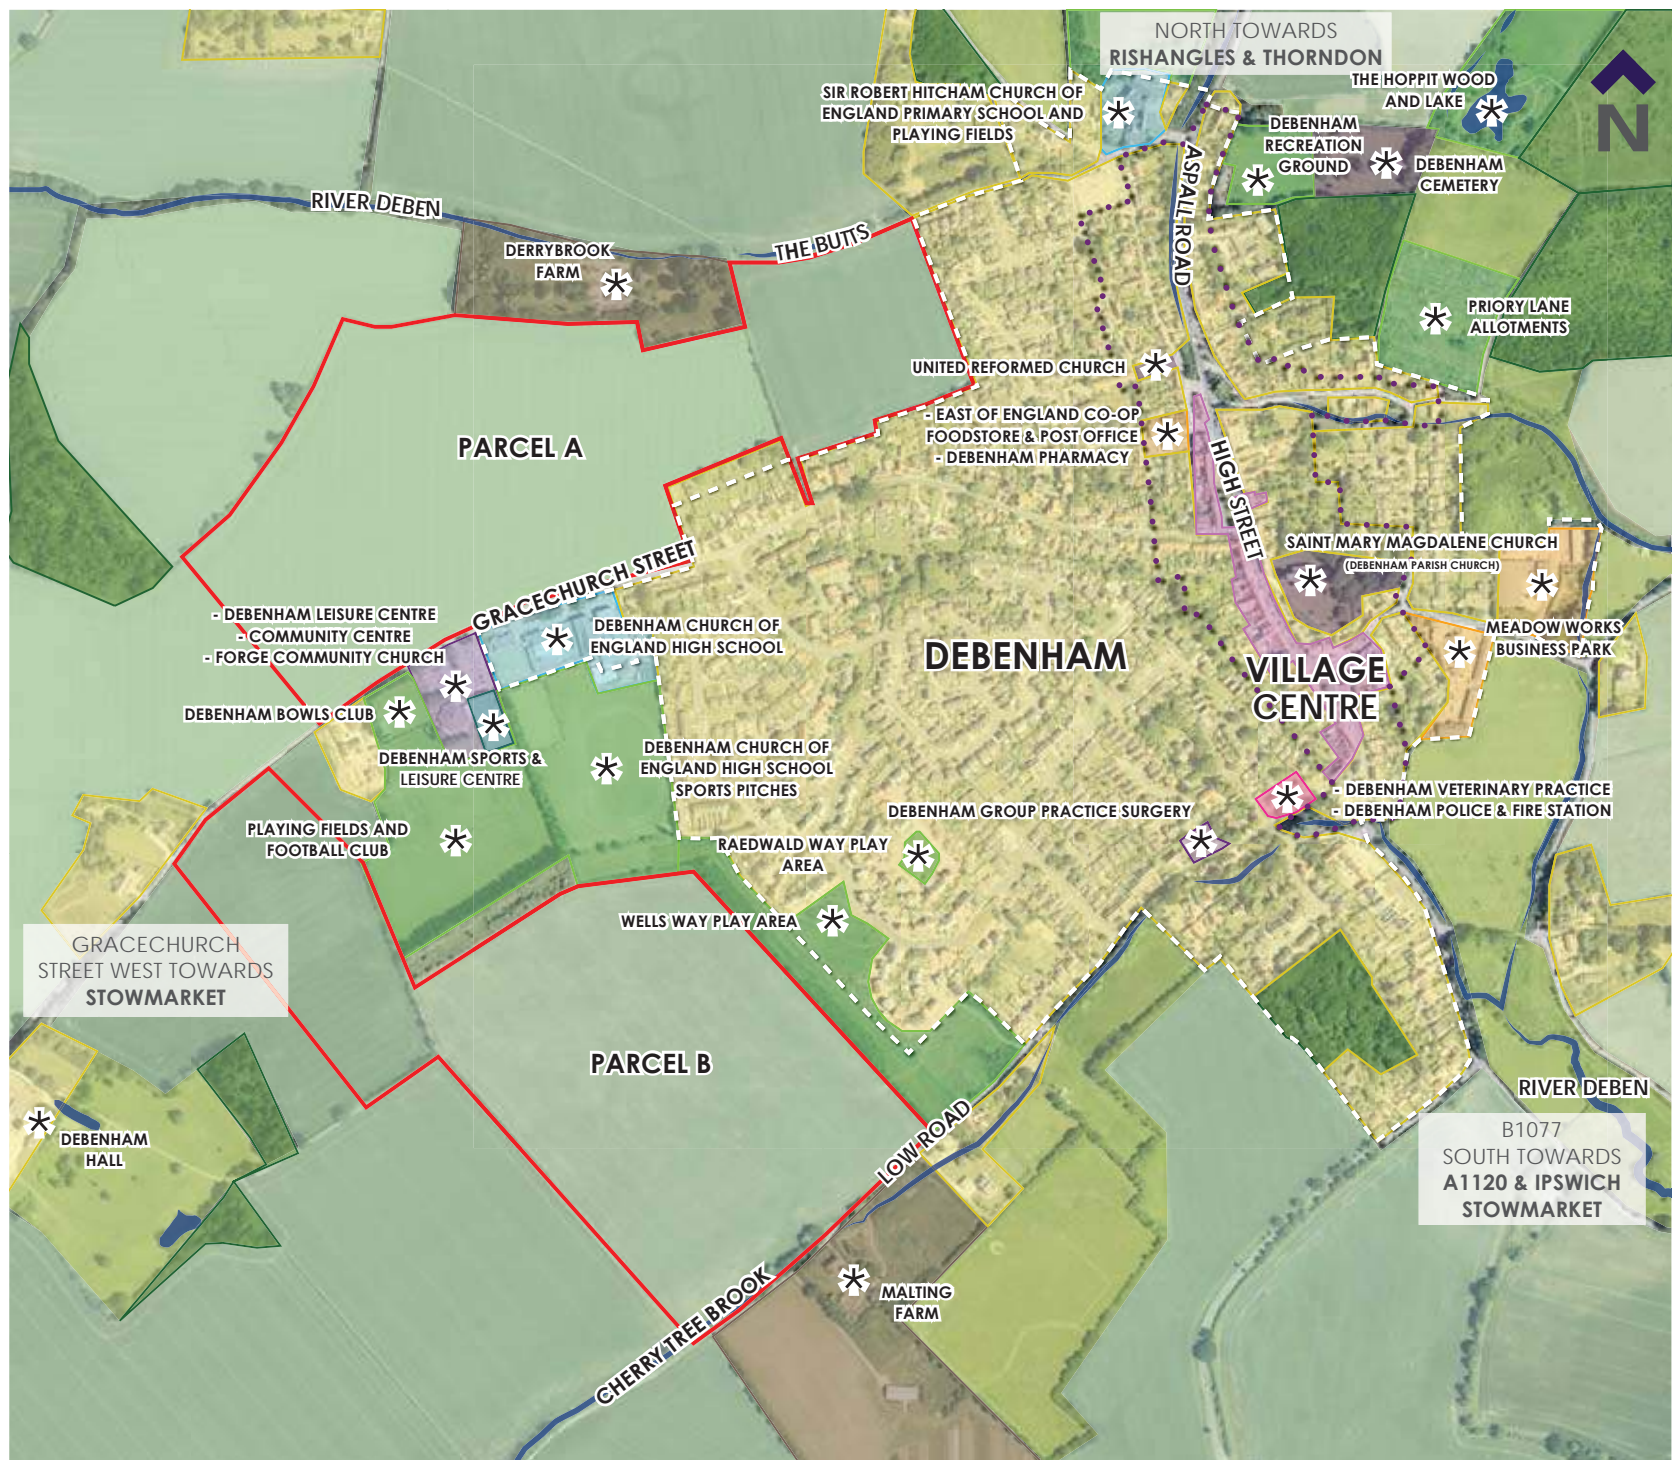 NORTH TOWARDS
RISHANGLES & THORNDON
N
THE HOPPIT WOOD
AND LAKE
SIR ROBERT HITCHAM CHURCH OF
ENGLAND PRIMARY SCHOOL AND
PLAYING FIELDS
DEBENHAM
RECREATION
GROUND
DEBENHAM
CEMETERY
ASPALL ROAD
RIVER DEBEN
THE BUTTS
DERRYBROOK
FARM
PRIORY LANE
ALLOTMENTS
UNITED REFORMED CHURCH
- EAST OF ENGLAND CO-OP
FOODSTORE & POST OFFICE
- DEBENHAM PHARMACY
PARCEL A
HIGH STREET
SAINT MARY MAGDALENE CHURCH
(DEBENHAM PARISH CHURCH)
GRACECHURCH STREET
- DEBENHAM LEISURE CENTRE
- COMMUNITY CENTRE
- FORGE COMMUNITY CHURCH
DEBENHAM CHURCH OF
ENGLAND HIGH SCHOOL
MEADOW WORKS
BUSINESS PARK
DEBENHAM
VILLAGE
CENTRE
DEBENHAM BOWLS CLUB
DEBENHAM SPORTS &
LEISURE CENTRE
DEBENHAM CHURCH OF
ENGLAND HIGH SCHOOL
SPORTS PITCHES
- DEBENHAM VETERINARY PRACTICE
- DEBENHAM POLICE & FIRE STATION
DEBENHAM GROUP PRACTICE SURGERY
PLAYING FIELDS AND
FOOTBALL CLUB
RAEDWALD WAY PLAY
AREA
WELLS WAY PLAY AREA
GRACECHURCH
STREET WEST TOWARDS
STOWMARKET
PARCEL B
RIVER DEBEN
DEBENHAM
HALL
LOW ROAD
B1077
SOUTH TOWARDS
A1120 & IPSWICH
STOWMARKET
MALTING
FARM
CHERRY TREE BROOK